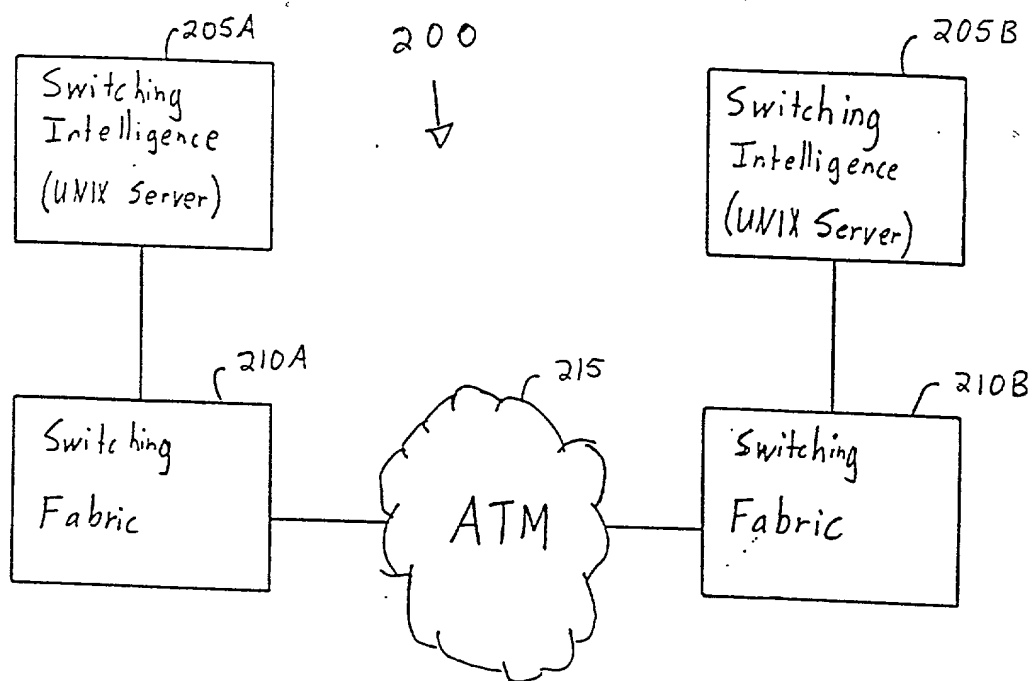 205A
200
205B
Switching
Intelligence
(UNIX Server)
Switching
Intelligence
(UNIX Server)
210A
215
210B
Switching
Fabric
ATM
Switching
Fabric